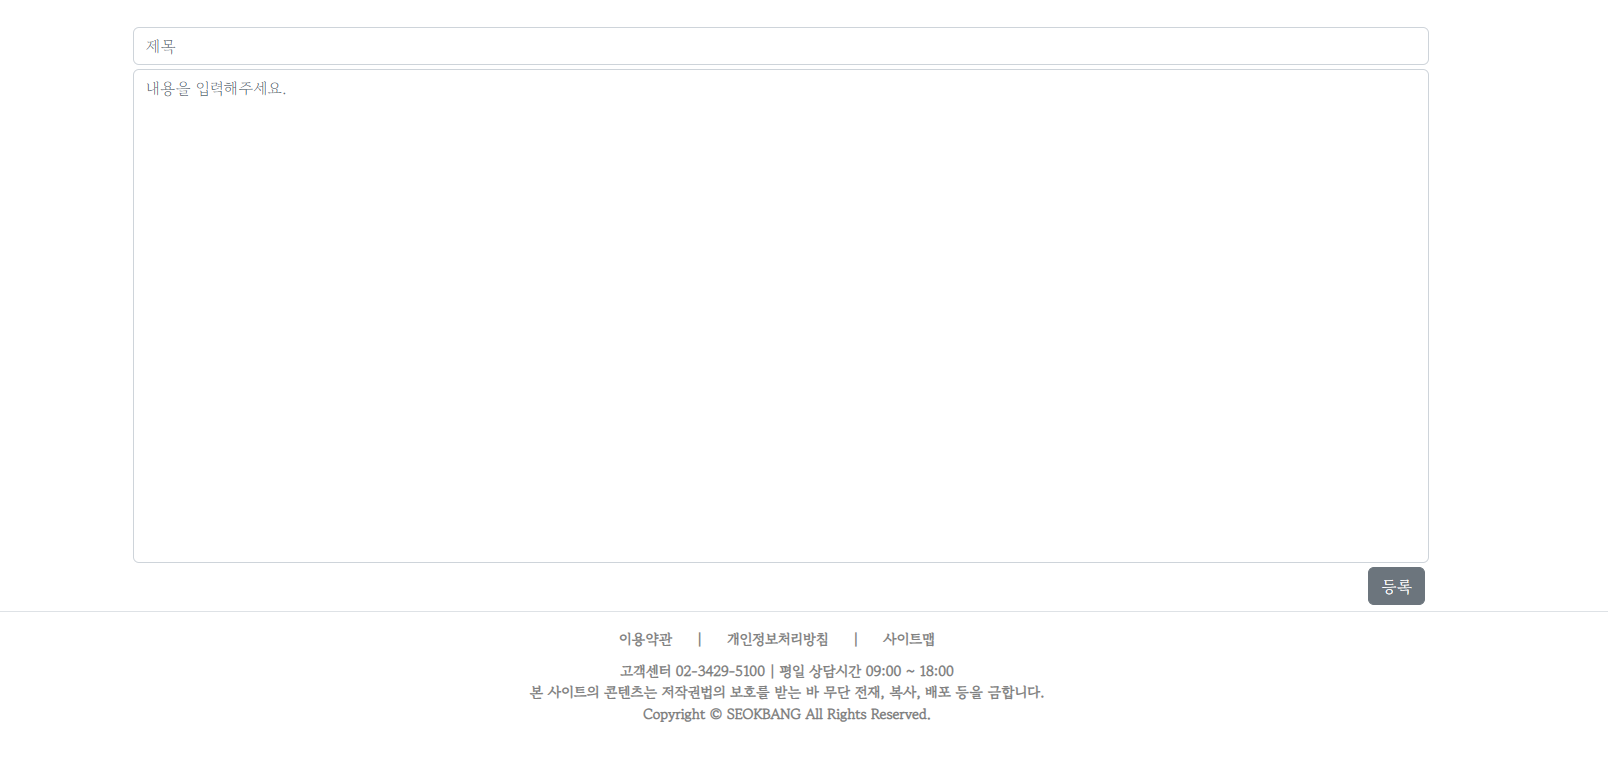 제목
내용을 입력해주세요.
등록
이용약관 | 개인정보처리방침 | 사이트맵
고객센터 02-3429-5100 | 평일 상담시간 09:00 ~ 18:00
본 사이트의 콘텐츠는 저작권법의 보호를 받는 바 무단 전재, 복사, 배포 등을 금합니다.
Copyright © SEOKBANG All Rights Reserved.